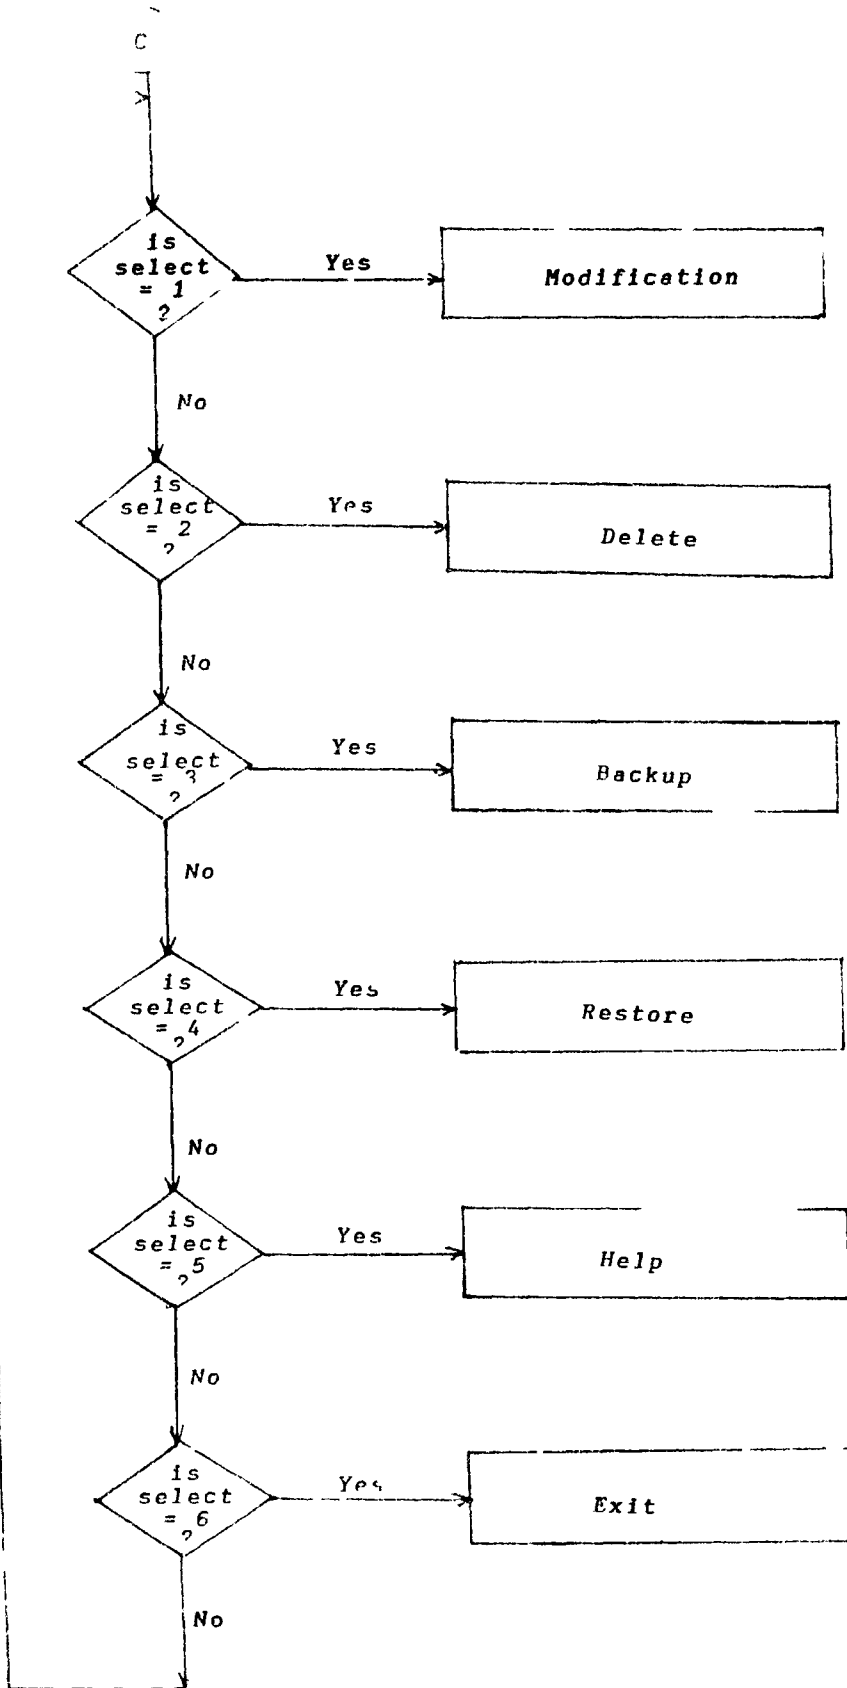 C
is
select
= 1
?
Yes
Modification
No
is
select
= 2
?
Yes
Delete
No
is
select
= 3
?
Yes
Backup
No
is
select
= 4
?
Yes
Restore
No
is
select
= 5
?
Yes
Help
No
is
select
= 6
?
Yes
Exit
No